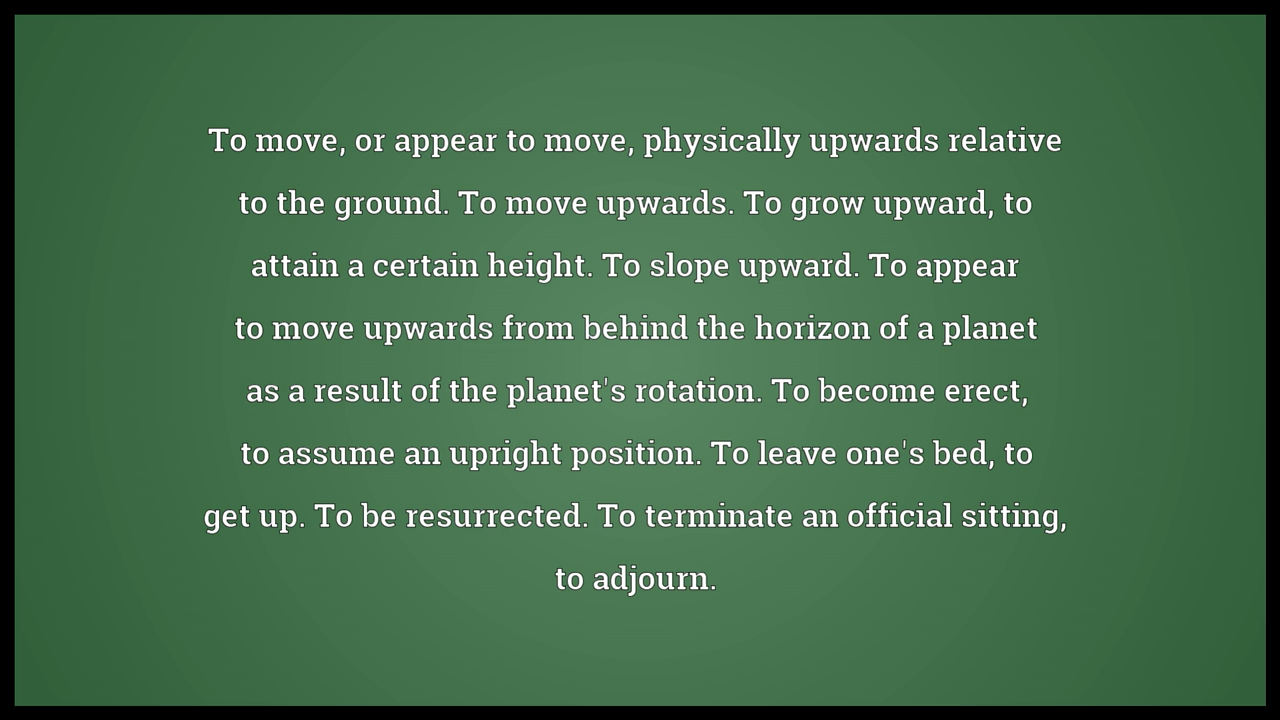 To move, or appear to move, physically upwards relative
to the ground. To move upwards. To grow upward, to
attain a certain height. To slope upward. To appear
to move upwards from behind the horizon of a planet
as a result of the planet's rotation. To become erect,
to assume an upright position. To leave one's bed, to
get up. To be resurrected. To terminate an official sitting,
to adjourn.